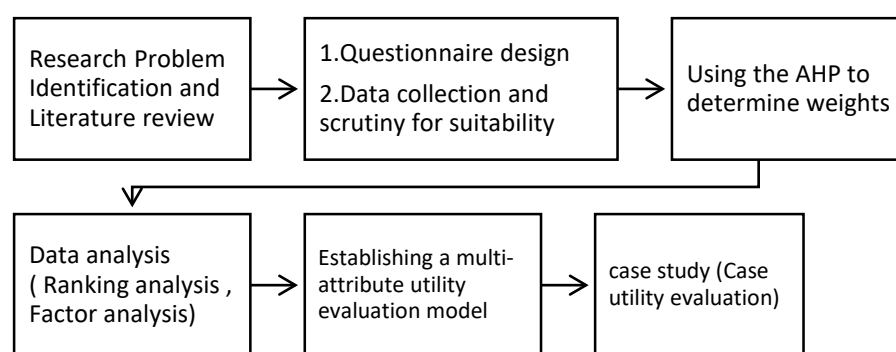 Research Problem
Identification and
Literature review
1.Questionnaire design
2.Data collection and
scrutiny for suitability
Using the AHP to
determine weights
Data analysis
( Ranking analysis ,
Factor analysis)
Establishing a multi-
attribute utility
evaluation model
case study (Case
utility evaluation)